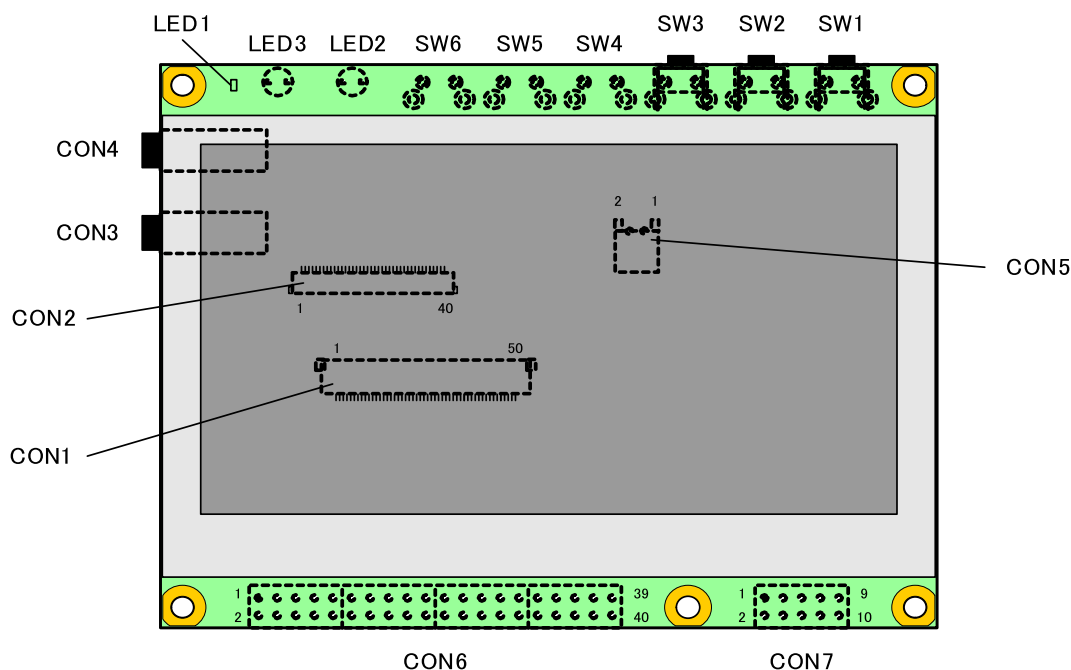 LED1
LED3 LED2 SW6 SW5 SW4 SW3 SW2 SW1
CON4
2 1
CON3
CON5
1 40
CON2
1 50
CON1
1 39 1 9
2 40 2 10
CON6 CON7